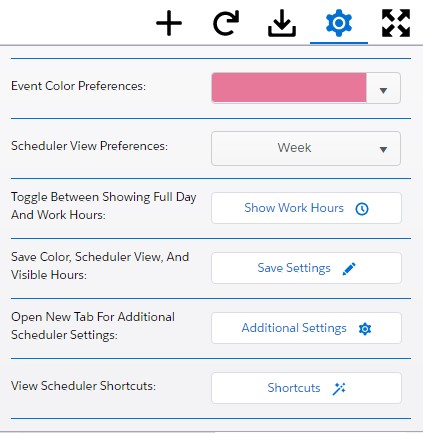 Event Color Preferences:
Scheduler View Preferences:
Week
Toggle Between Showing Full Day
And Work Hours:
Show Work Hours
Save Color, Scheduler View, And
Visible Hours:
Save Settings
Open New Tab For Additional
Scheduler Settings:
Additional Settings
View Scheduler Shortcuts:
Shortcuts